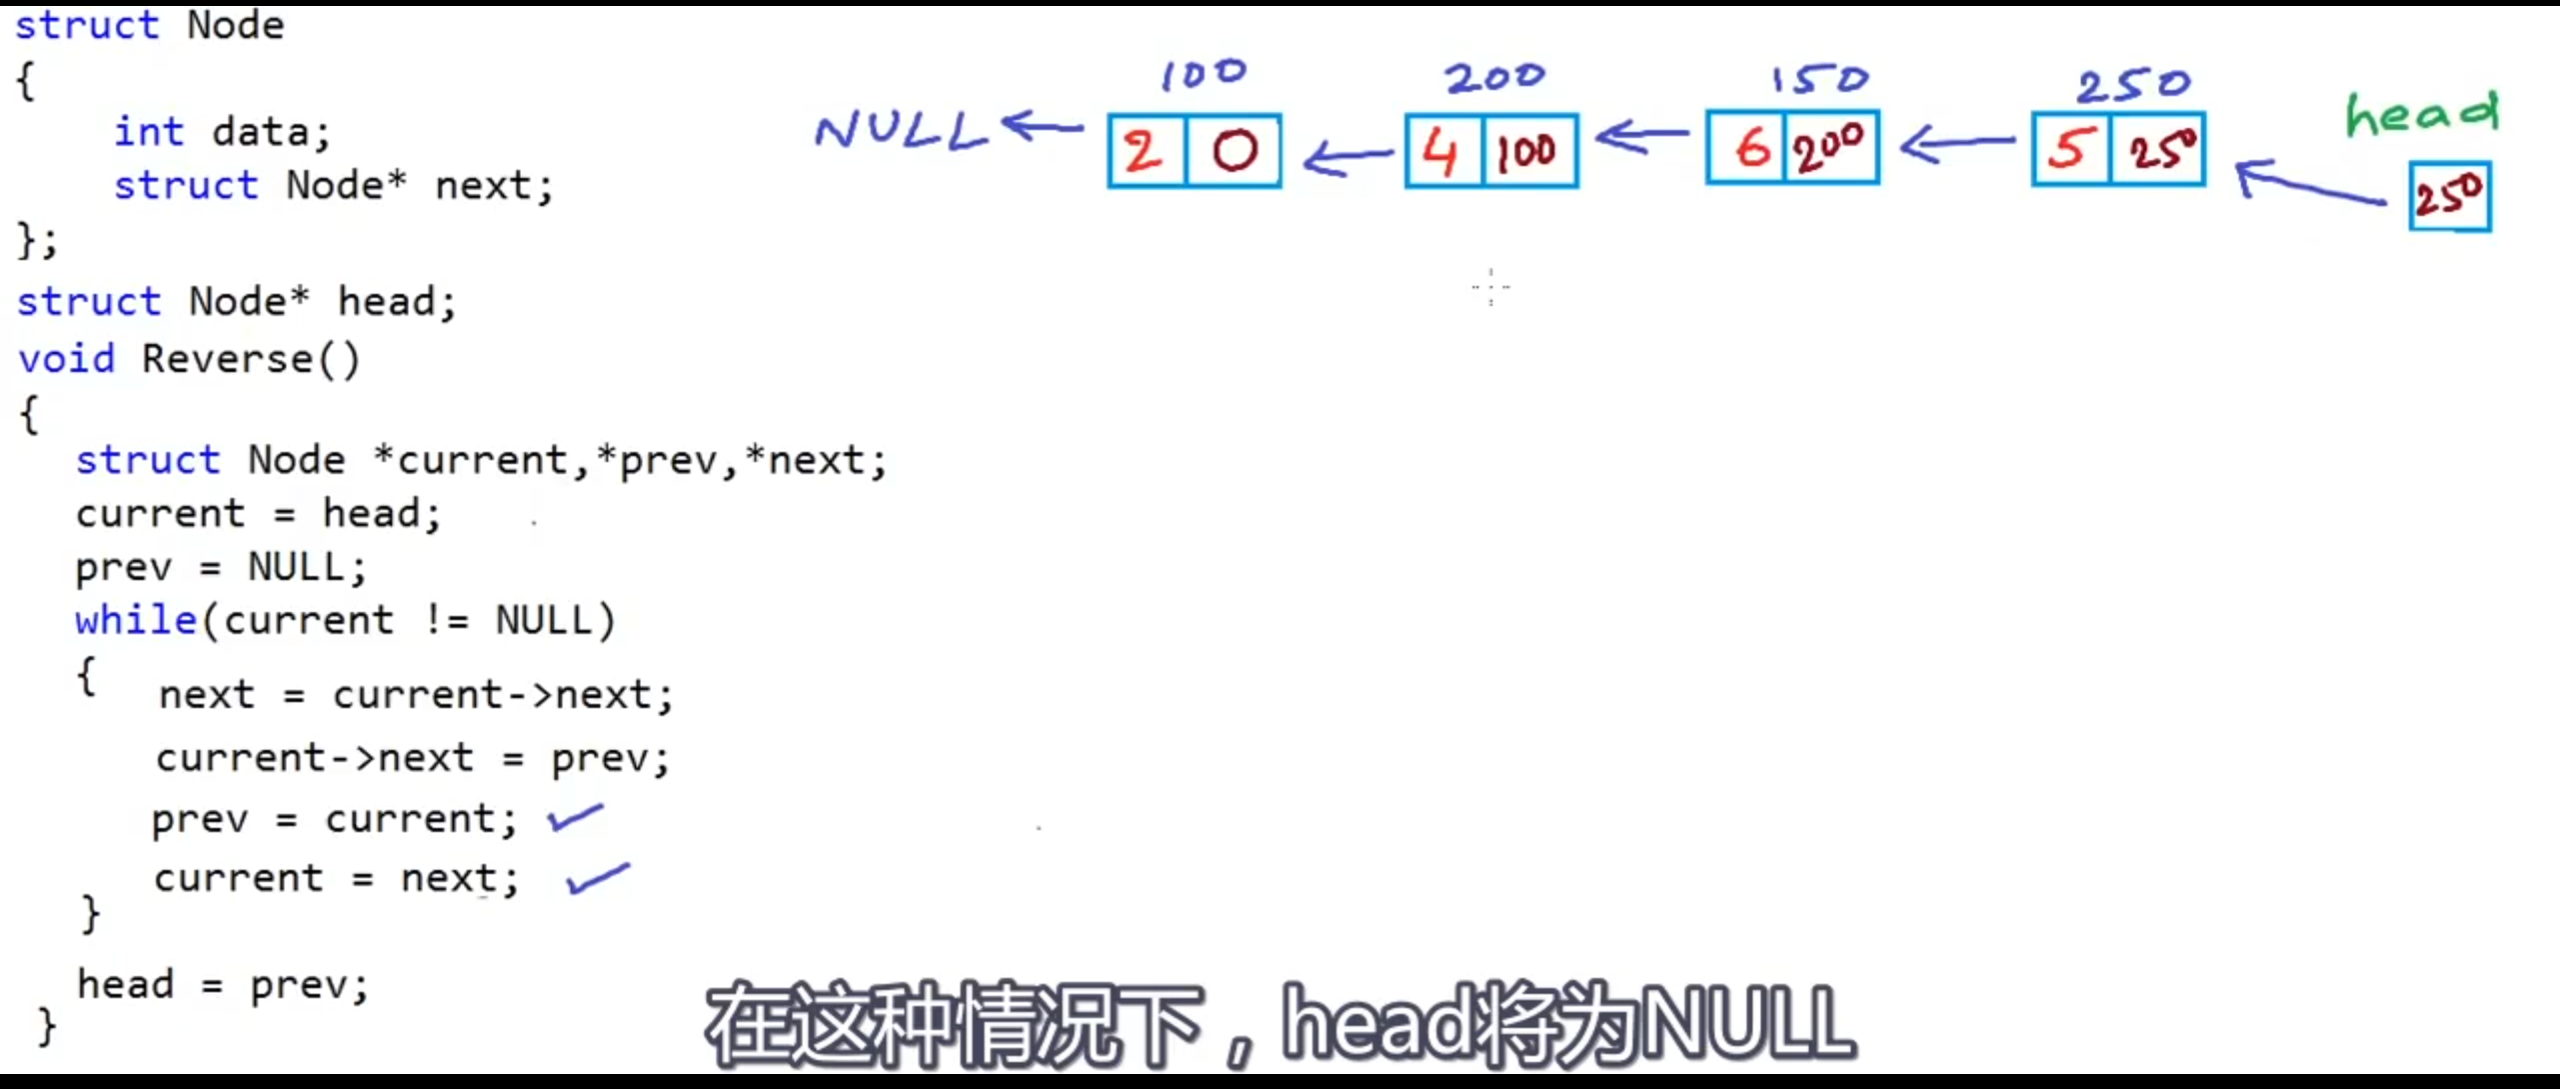 struct Node
{
int data;
struct Node* next;
};
struct Node* head;
void Reverse()
{
struct Node *current,*prev,*next;
current = head;
prev = NULL;
while(current != NULL)
{
next = current->next;
current->next = prev;
prev = current;
current = next;
}
head = prev;
}
100 200 150 250
head
NULL 2 0 4 100 6 200 5 250
250
在这种情况下，head将为NULL